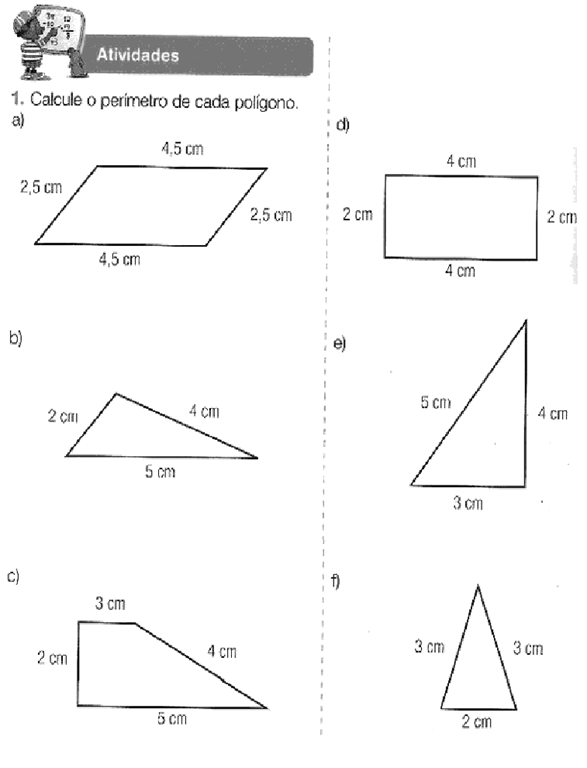 Atividades
1. Calcule o perímetro de cada polígono.
a)
4,5 cm
2,5 cm
2,5 cm
4,5 cm
b)
2 cm
4 cm
5 cm
c)
3 cm
2 cm
4 cm
5 cm
d)
4 cm
2 cm
2 cm
4 cm
e)
5 cm
4 cm
3 cm
f)
3 cm
3 cm
2 cm